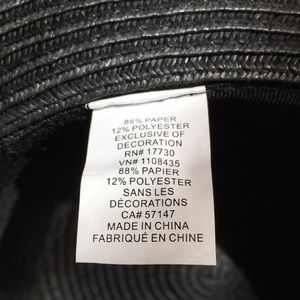 88% PAPER
12% POLYESTER
EXCLUSIVE OF
DECORATION
RN# 17730
VN# 1108435
88% PAPIER
12% POLYESTER
SANS LES
DÉCORATIONS
CA# 57147
MADE IN CHINA
FABRIQUÉ EN CHINE